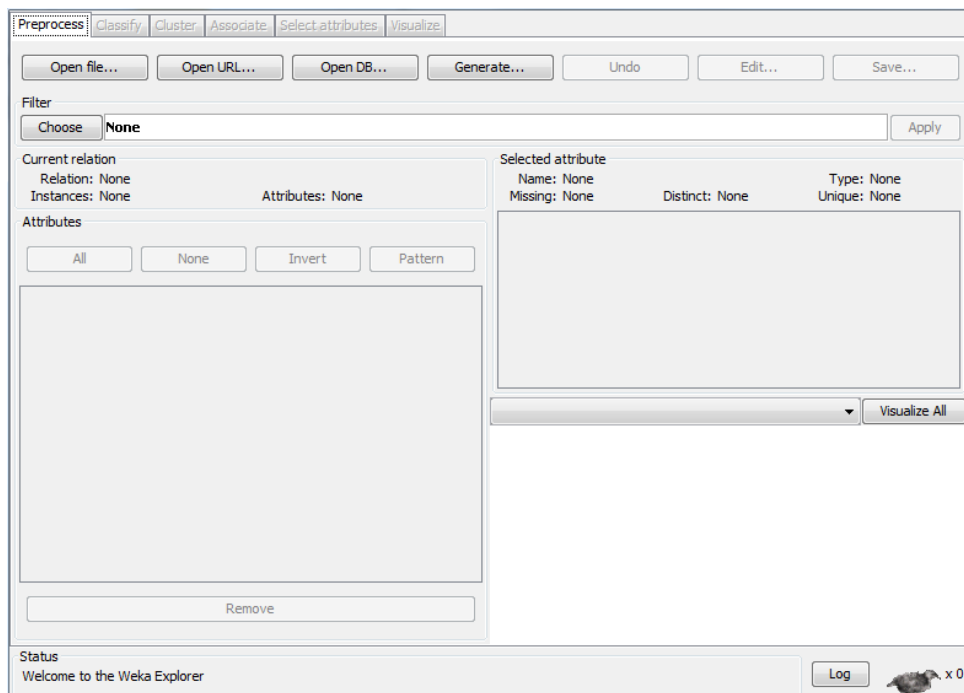 Preprocess Classify Cluster Associate Select attributes Visualize
Open file... Open URL... Open DB... Generate... Undo Edit... Save...
Filter
Choose None Apply
Current relation
Relation: None
Instances: None Attributes: None
Selected attribute
Name: None Type: None
Missing: None Distinct: None Unique: None
Attributes
All None Invert Pattern
Visualize All
Remove
Status
Welcome to the Weka Explorer
Log x 0